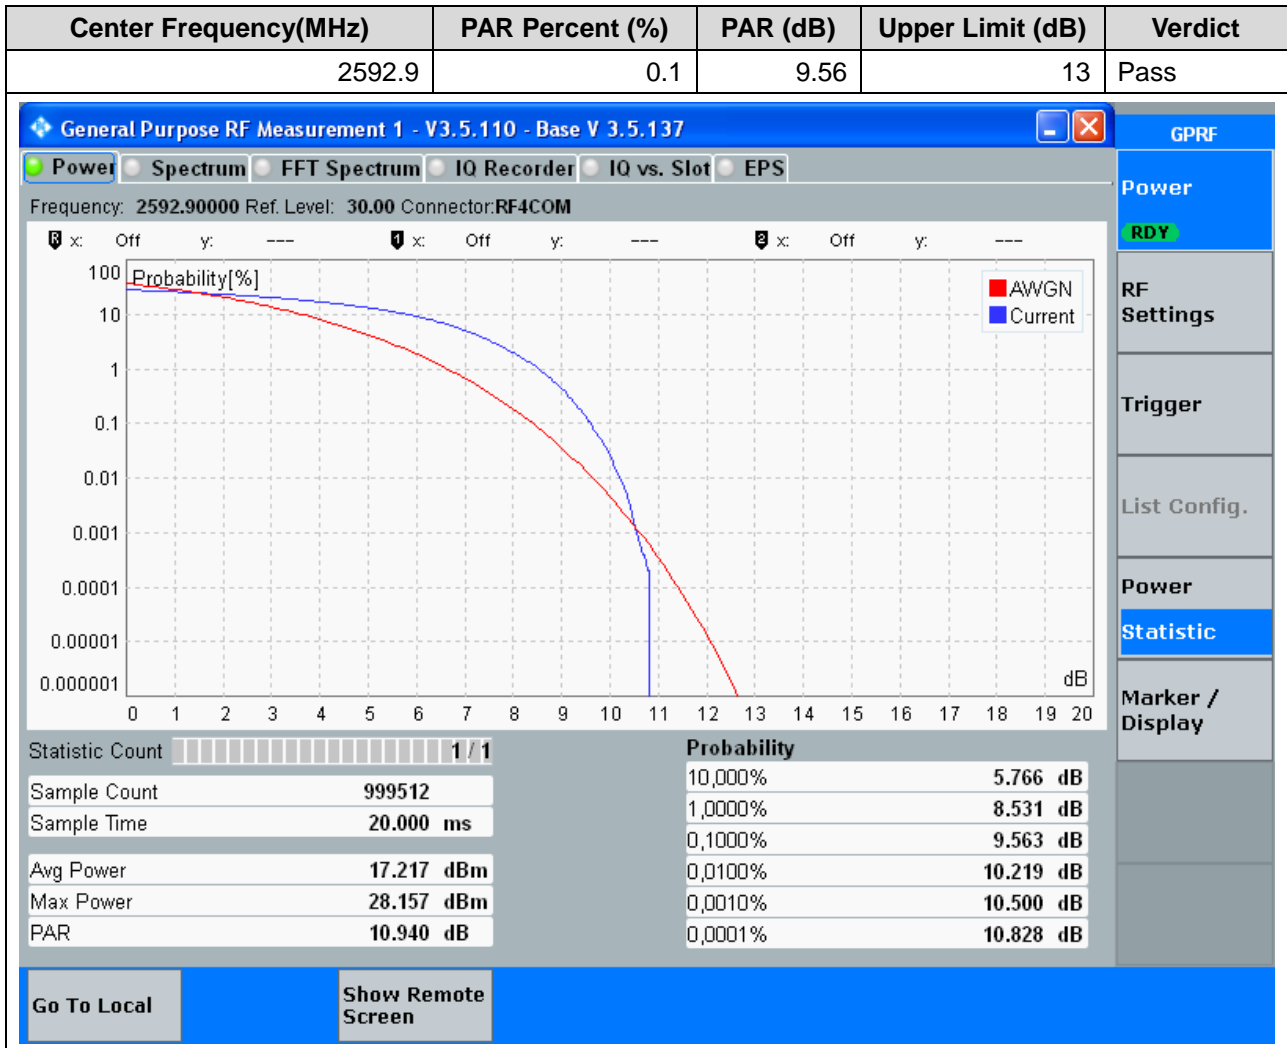 Center Frequency(MHz) PAR Percent (%) PAR (dB) Upper Limit (dB) Verdict
2592.9 0.1 9.56 13 Pass
General Purpose RF Measurement 1 - V3.5.110 - Base V 3.5.137
GPRF
Power Spectrum FFT Spectrum IQ Recorder IQ vs. Slot EPS
Power
RDY
Frequency: 2592.90000 Ref. Level: 30.00 Connector:RF4COM
R x: Off y: --- 1 x: Off y: --- 2 x: Off y: ---
Probability[%]
AWGN
Current
100
10
1
0.1
0.01
0.001
0.0001
0.00001
0.000001
dB
0 1 2 3 4 5 6 7 8 9 10 11 12 13 14 15 16 17 18 19 20
RF
Settings
Trigger
List Config.
Power
Statistic
Marker /
Display
Statistic Count 1 / 1
Sample Count 999512
Sample Time 20.000 ms
Avg Power 17.217 dBm
Max Power 28.157 dBm
PAR 10.940 dB
Probability
10,000% 5.766 dB
1,0000% 8.531 dB
0,1000% 9.563 dB
0,0100% 10.219 dB
0,0010% 10.500 dB
0,0001% 10.828 dB
Go To Local
Show Remote
Screen